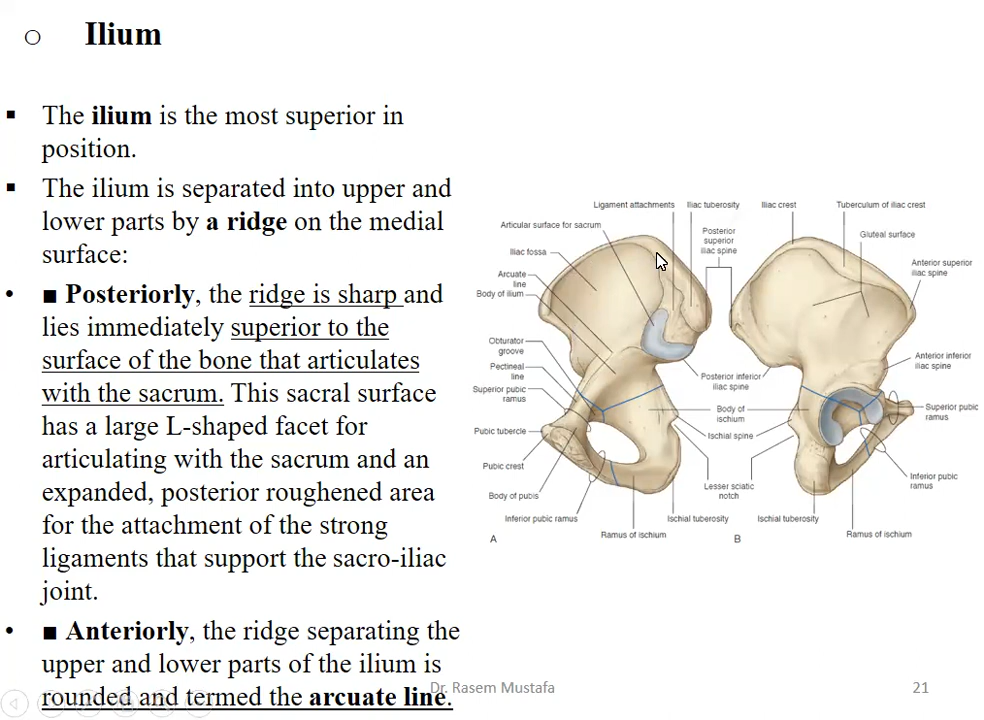 Ilium
The ilium is the most superior in
position.
The ilium is separated into upper and
lower parts by a ridge on the medial
surface:
■ Posteriorly, the ridge is sharp and
lies immediately superior to the
surface of the bone that articulates
with the sacrum. This sacral surface
has a large L-shaped facet for
articulating with the sacrum and an
expanded, posterior roughened area
for the attachment of the strong
ligaments that support the sacro-iliac
joint.
■ Anteriorly, the ridge separating the
upper and lower parts of the ilium is
rounded and termed the arcuate line.
Ligament attachments
Iliac tuberosity
Iliac crest
Tuberculum of iliac crest
Articular surface for sacrum
Posterior
superior
iliac spine
Gluteal surface
Iliac fossa
Anterior superior
iliac spine
Arcuate
line
Body of ilium
Obturator
groove
Pectineal
line
Superior pubic
ramus
Posterior inferior
iliac spine
Anterior inferior
iliac spine
Body of
ischium
Superior pubic
ramus
Pubic tubercle
Ischial spine
Pubic crest
Lesser sciatic
notch
Inferior pubic
ramus
Body of pubis
Inferior pubic ramus
Ischial tuberosity
Ischial tuberosity
Ramus of ischium
Ramus of ischium
A
B
Dr. Rasem Mustafa
21